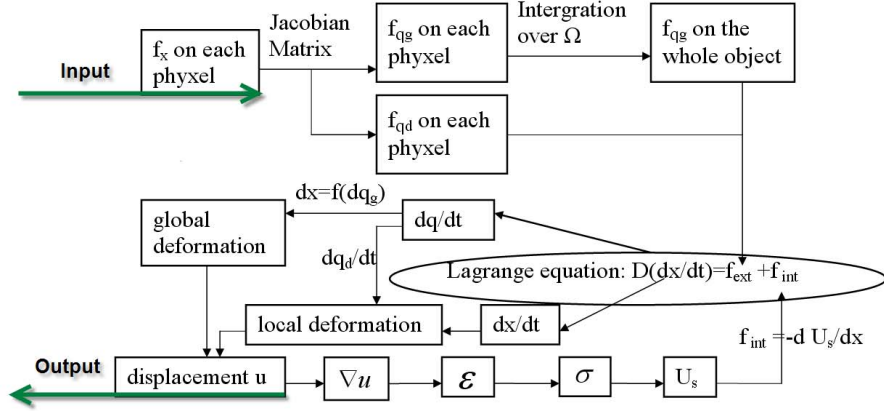 Input
f_x on each
phyxel
Jacobian
Matrix
f_qg on each
phyxel
Intergration
over Ω
f_qg on the
whole object
f_qd on each
phyxel
dx=f(dq_g)
global
deformation
dq/dt
dq_d/dt
Lagrange equation: D(dx/dt)=f_ext +f_int
local deformation
dx/dt
f_int =-d U_s/dx
Output
displacement u
∇u
ε
σ
U_s